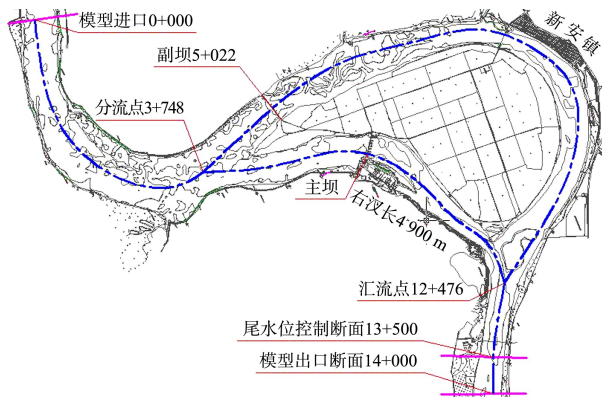 模型进口0+000
新安镇
副坝5+022
分流点3+748
主坝
右汊长4 900 m
汇流点12+476
尾水位控制断面13+500
模型出口断面14+000